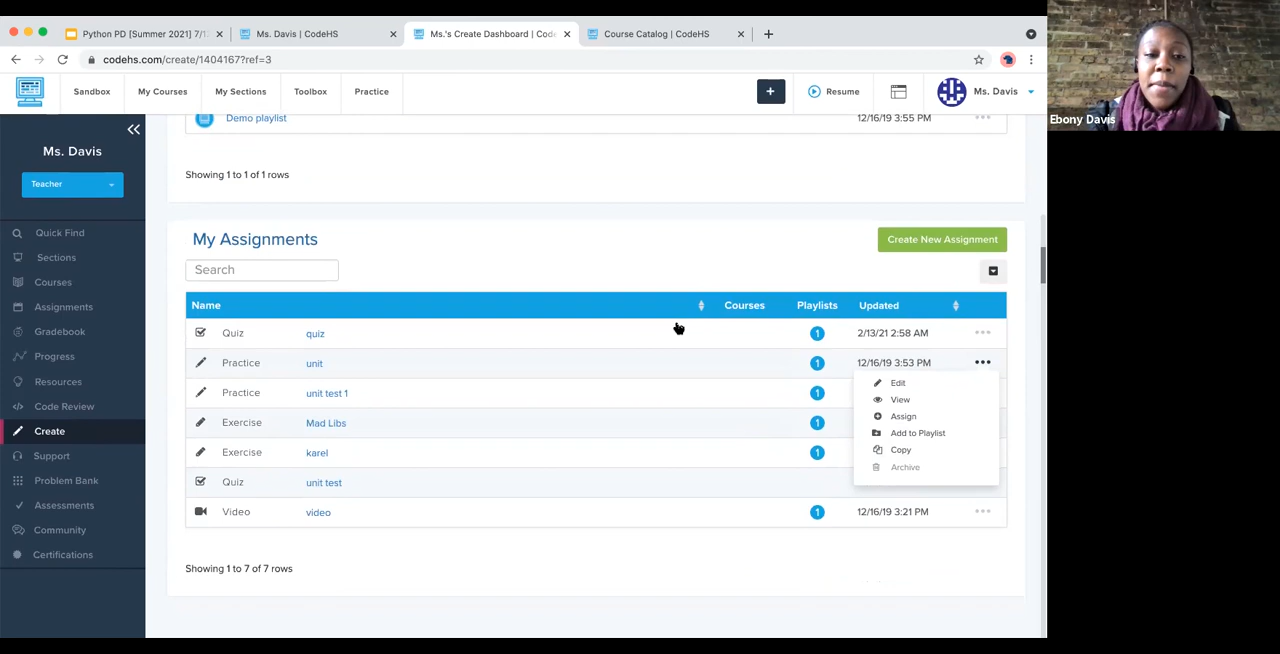 Python PD [Summer 2021] 7/1
Ms. Davis | CodeHS
Ms.'s Create Dashboard | Cod
Course Catalog | CodeHS
codehs.com/create/1404167?ref=3
Sandbox
My Courses
My Sections
Toolbox
Practice
+
Resume
Ms. Davis
Ebony Davis
Ms. Davis
Teacher
Quick Find
Sections
Courses
Assignments
Gradebook
Progress
Resources
Code Review
Create
Support
Problem Bank
Assessments
Community
Certifications
Demo playlist 12/16/19 3:55 PM
Showing 1 to 1 of 1 rows
My Assignments
Create New Assignment
Search
Name Courses Playlists Updated
Quiz quiz 1 2/13/21 2:58 AM
Practice unit 1 12/16/19 3:53 PM
Practice unit test 1 1
Exercise Mad Libs 1
Exercise karel 1
Quiz unit test
Video video 1 12/16/19 3:21 PM
Edit
View
Assign
Add to Playlist
Copy
Archive
Showing 1 to 7 of 7 rows